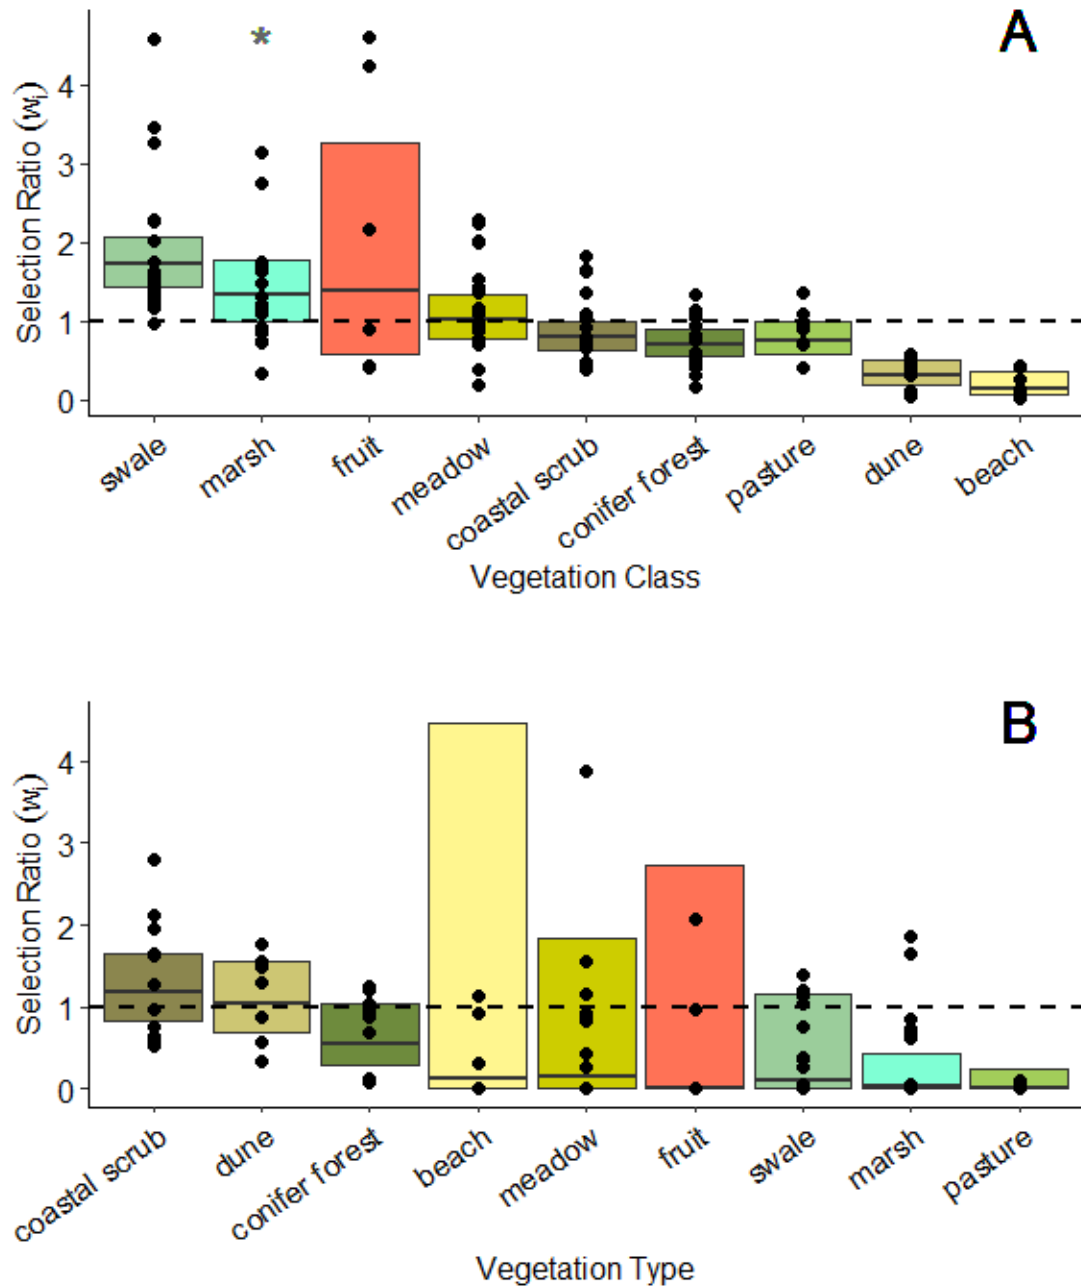 A
*
Selection Ratio (wi)
4
3
2
1
0
swale
marsh
fruit
meadow
coastal scrub
conifer forest
pasture
dune
beach
Vegetation Class
B
Selection Ratio (wi)
4
3
2
1
0
coastal scrub
dune
conifer forest
beach
meadow
fruit
swale
marsh
pasture
Vegetation Type